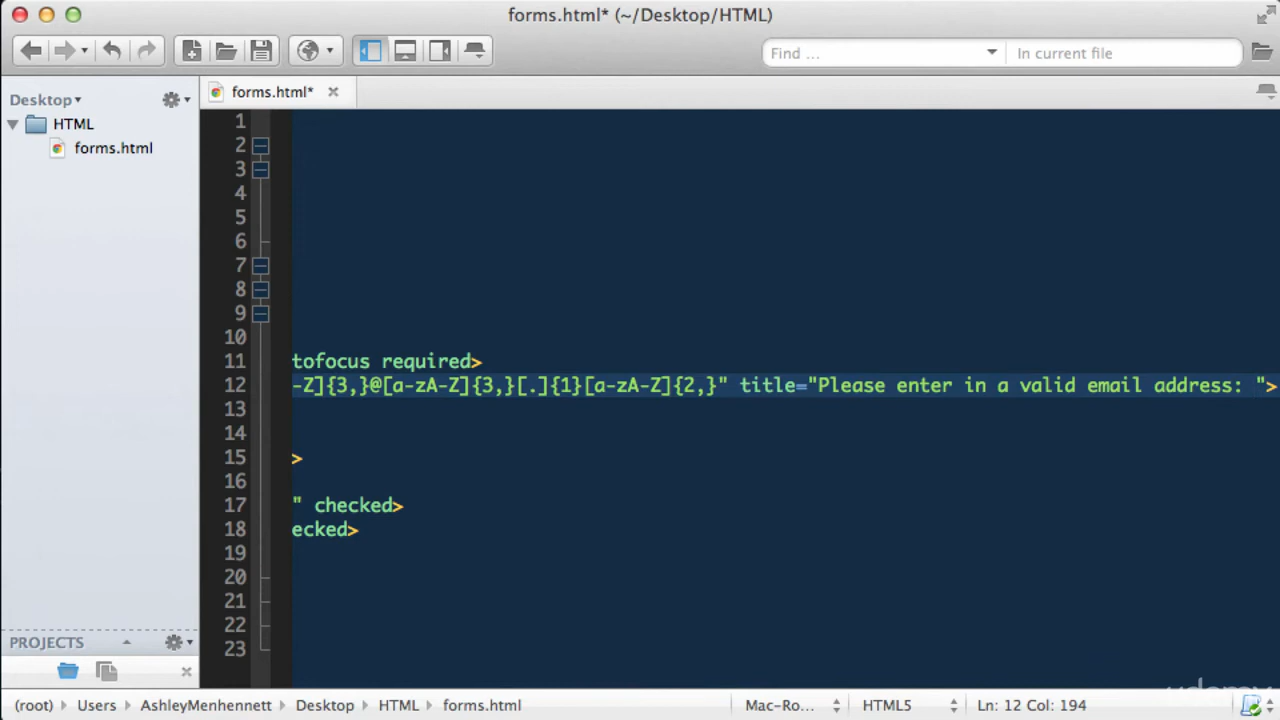 forms.html* (~/Desktop/HTML)
Find ...
In current file
Desktop
forms.html*
HTML
forms.html
1
2
3
4
5
6
7
8
9
10
11 tofocus required>
12 -Z]{3,}@[a-zA-Z]{3,}[.]{1}[a-zA-Z]{2,}" title="Please enter in a valid email address: ">
13
14
15 >
16
17 " checked>
18 ecked>
19
20
21
22
23
PROJECTS
(root) Users AshleyMenhennett Desktop HTML forms.html
Mac-Ro... HTML5 Ln: 12 Col: 194
udemy